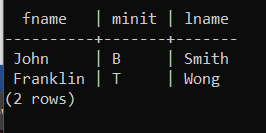 fname | minit | lname
----------+-------+-------
John | B | Smith
Franklin | T | Wong
(2 rows)